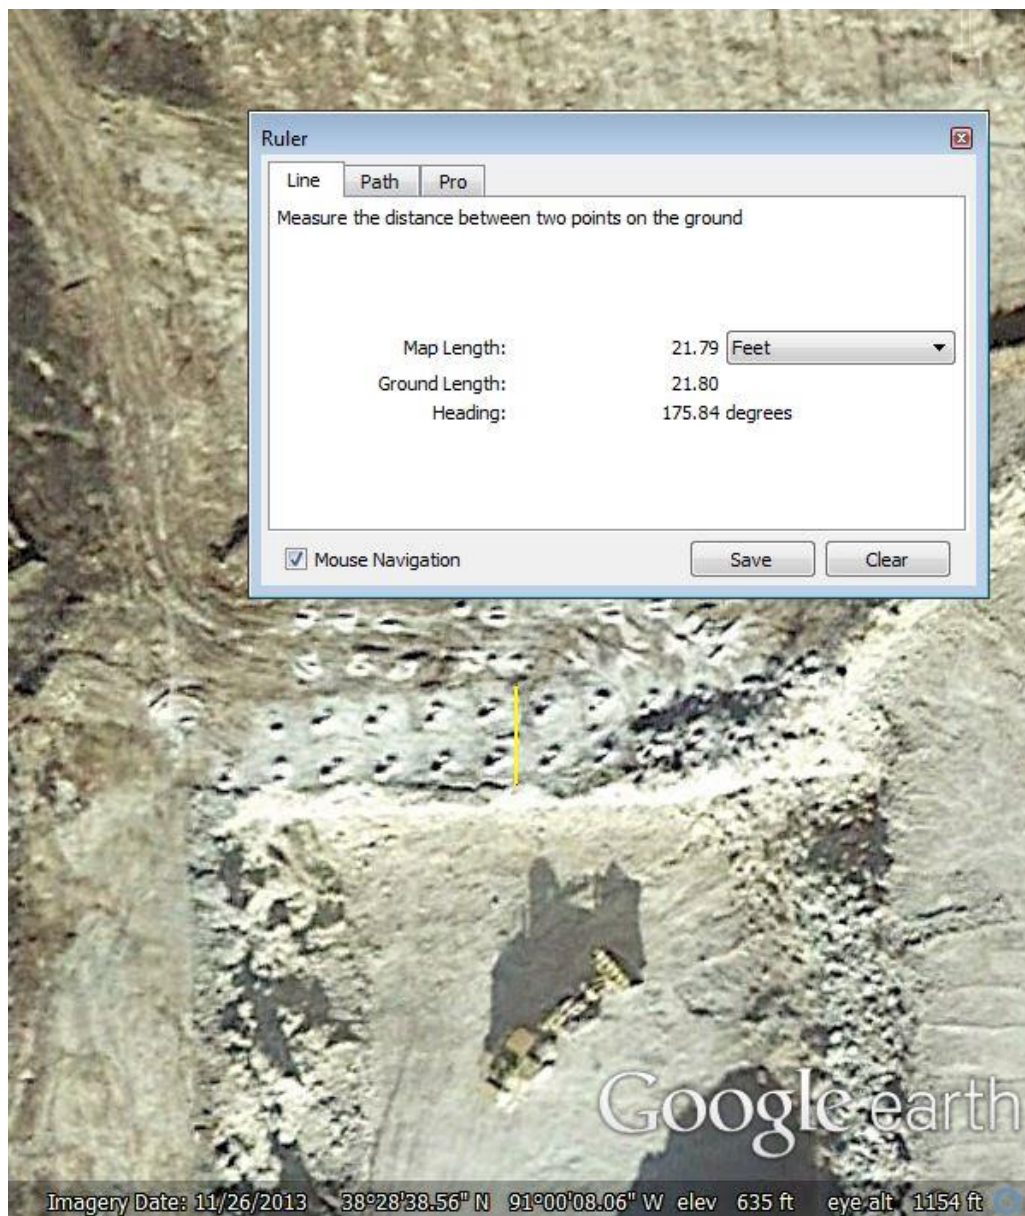 Ruler
Line Path Pro
Measure the distance between two points on the ground
Map Length: 21.79 Feet
Ground Length: 21.80
Heading: 175.84 degrees
Mouse Navigation Save Clear
Google earth
Imagery Date: 11/26/2013 38°28'38.56" N 91°00'08.06" W elev 635 ft eye alt 1154 ft